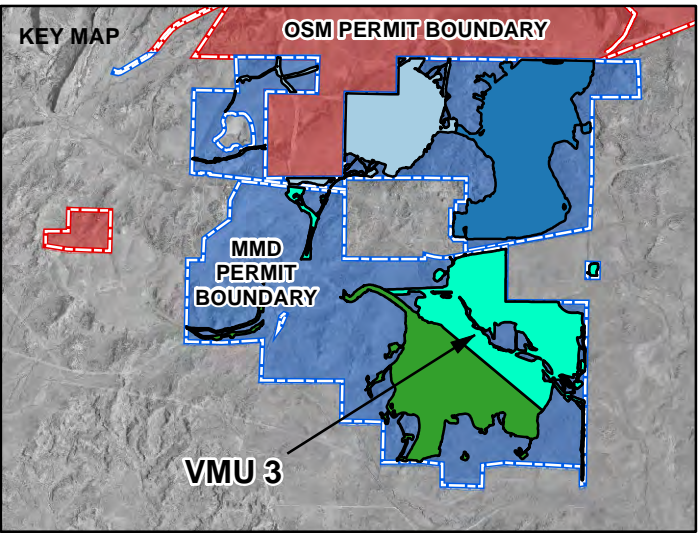 KEY MAP
OSM PERMIT BOUNDARY
MMD
PERMIT
BOUNDARY
VMU 3